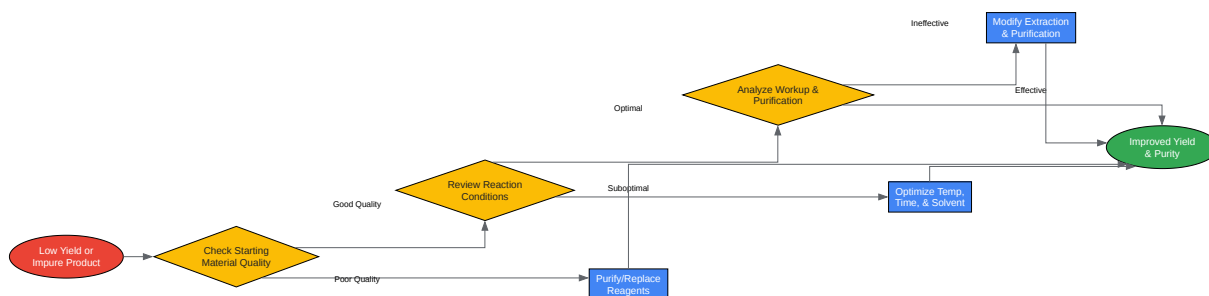 Ineffective
Modify Extraction
& Purification
Analyze Workup &
Purification
Effective
Optimal
Improved Yield
& Purity
Review Reaction
Conditions
Suboptimal
Optimize Temp,
Time, & Solvent
Good Quality
Low Yield or
Impure Product
Check Starting
Material Quality
Poor Quality
Purify/Replace
Reagents